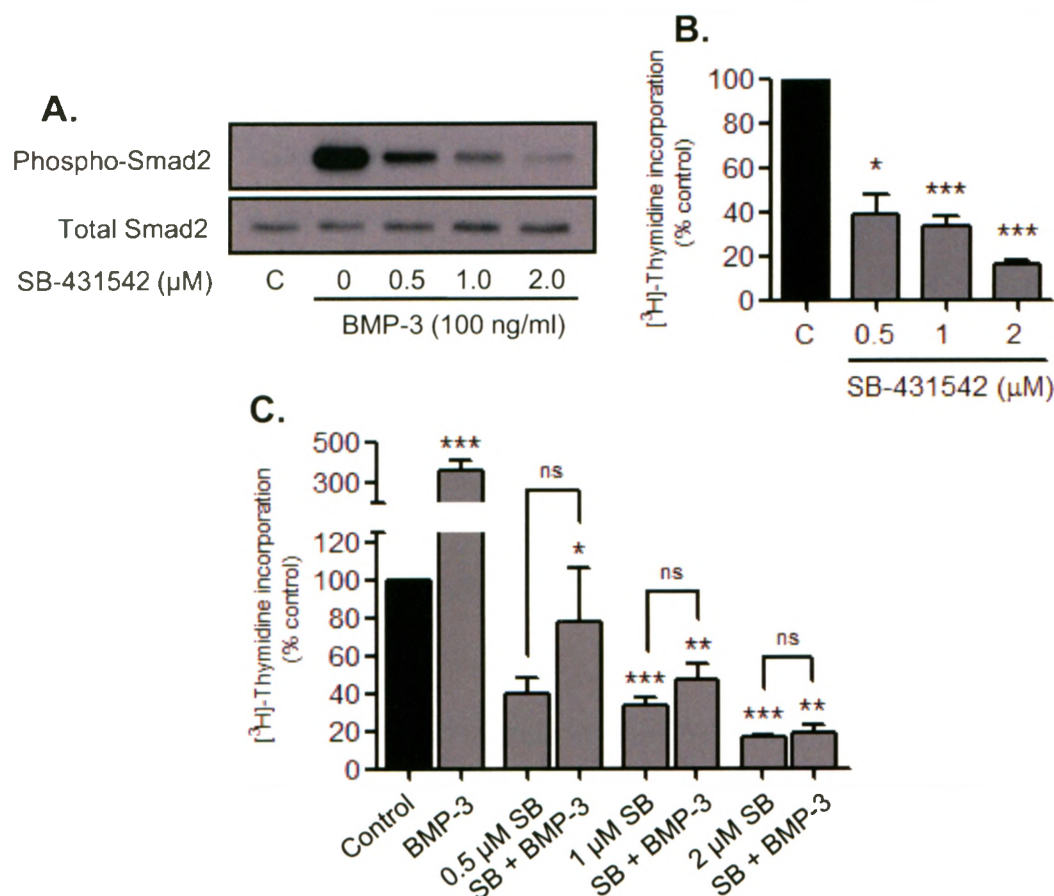 A.
Phospho-Smad2
Total Smad2
SB-431542 (µM) C 0 0.5 1.0 2.0
BMP-3 (100 ng/ml)
B.
[³H]-Thymidine incorporation
(% control)
100
80
60
40
20
0
* *** ***
C 0.5 1 2
SB-431542 (µM)
C.
[³H]-Thymidine incorporation
(% control)
500
300
120
100
80
60
40
20
0
***
ns
*
ns
*** **
ns
*** **
Control
BMP-3
0.5 µM SB
SB + BMP-3
1 µM SB
SB + BMP-3
2 µM SB
SB + BMP-3